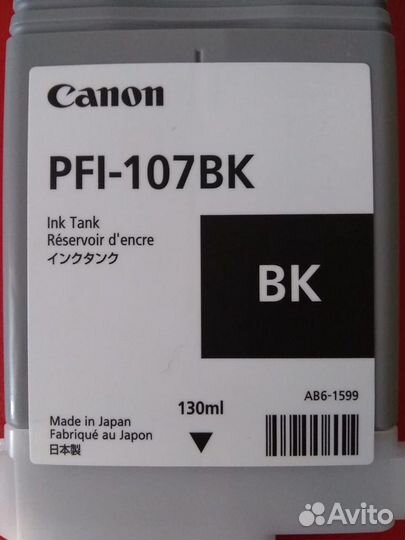 Canon
PFI-107BK
Ink Tank
Réservoir d'encre
インクタンク
BK
AB6-1599
130ml
Made in Japan
Fabriqué au Japon
日本製
Avito